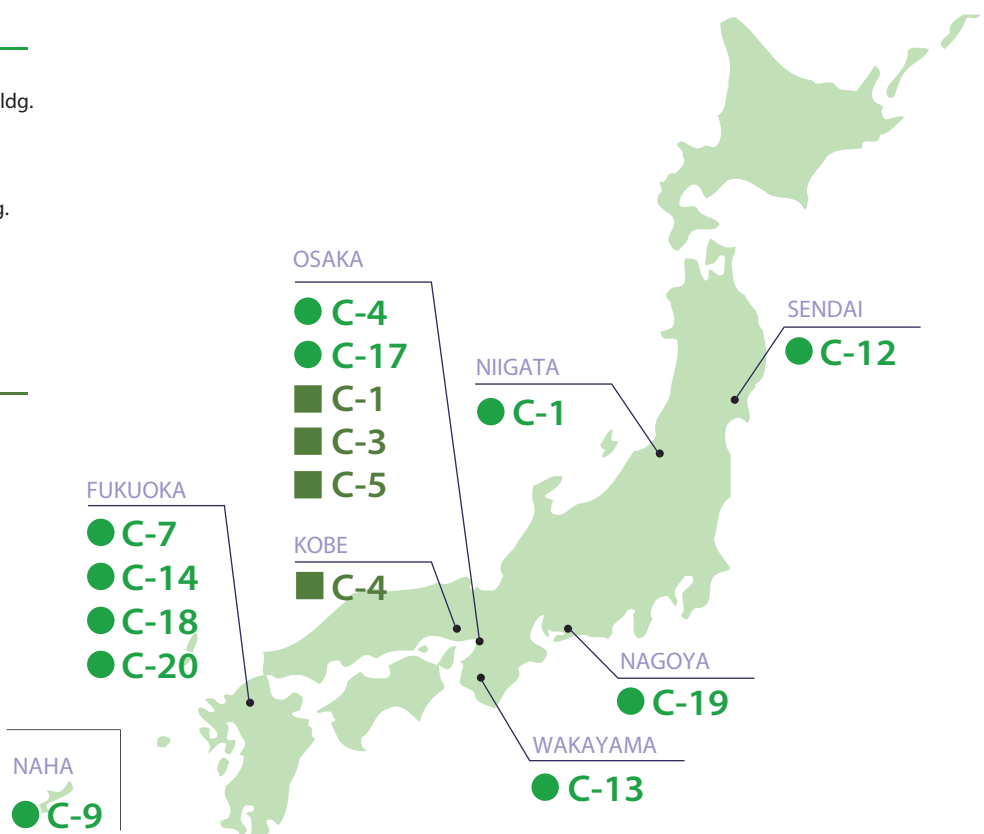 ldg.
g.
OSAKA
C-4
C-17
C-1
C-3
C-5
SENDAI
C-12
NIIGATA
C-1
FUKUOKA
C-7
C-14
C-18
C-20
KOBE
C-4
NAGOYA
C-19
WAKAYAMA
C-13
NAHA
C-9